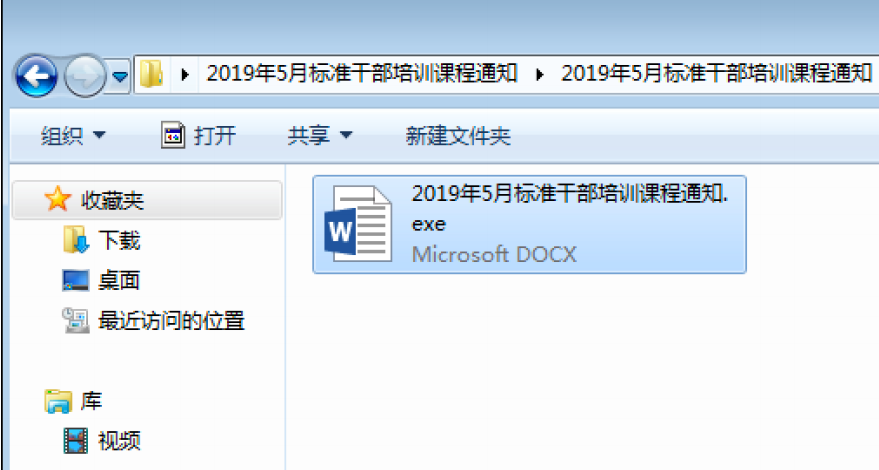 2019年5月标准干部培训课程通知 2019年5月标准干部培训课程通知
组织 打开 共享 新建文件夹
收藏夹
下载
桌面
最近访问的位置
库
视频
2019年5月标准干部培训课程通知.
exe
Microsoft DOCX
W